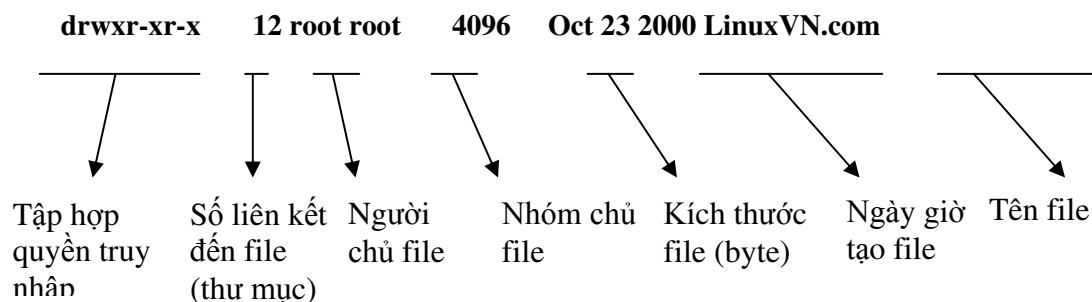 drwxr-xr-x 12 root root 4096 Oct 23 2000 LinuxVN.com
Tập hợp
quyền truy
nhập
Số liên kết
đến file
(thư mục)
Người
chủ file
Nhóm chủ
file
Kích thước
file (byte)
Ngày giờ
tạo file
Tên file